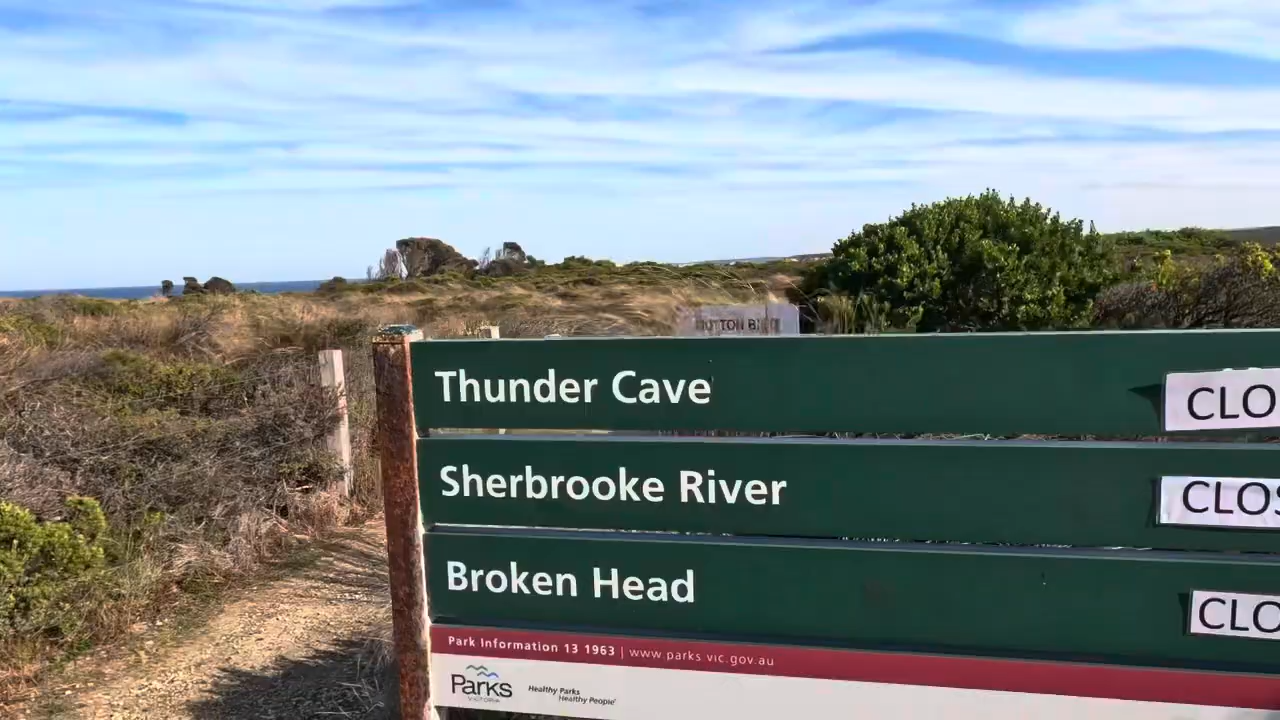 Thunder Cave
CLO
Sherbrooke River
CLOS
Broken Head
CLO
Park Information 13 1963 | www.parks vic.gov.au
Parks
VICTORIA
Healthy Parks
Healthy People